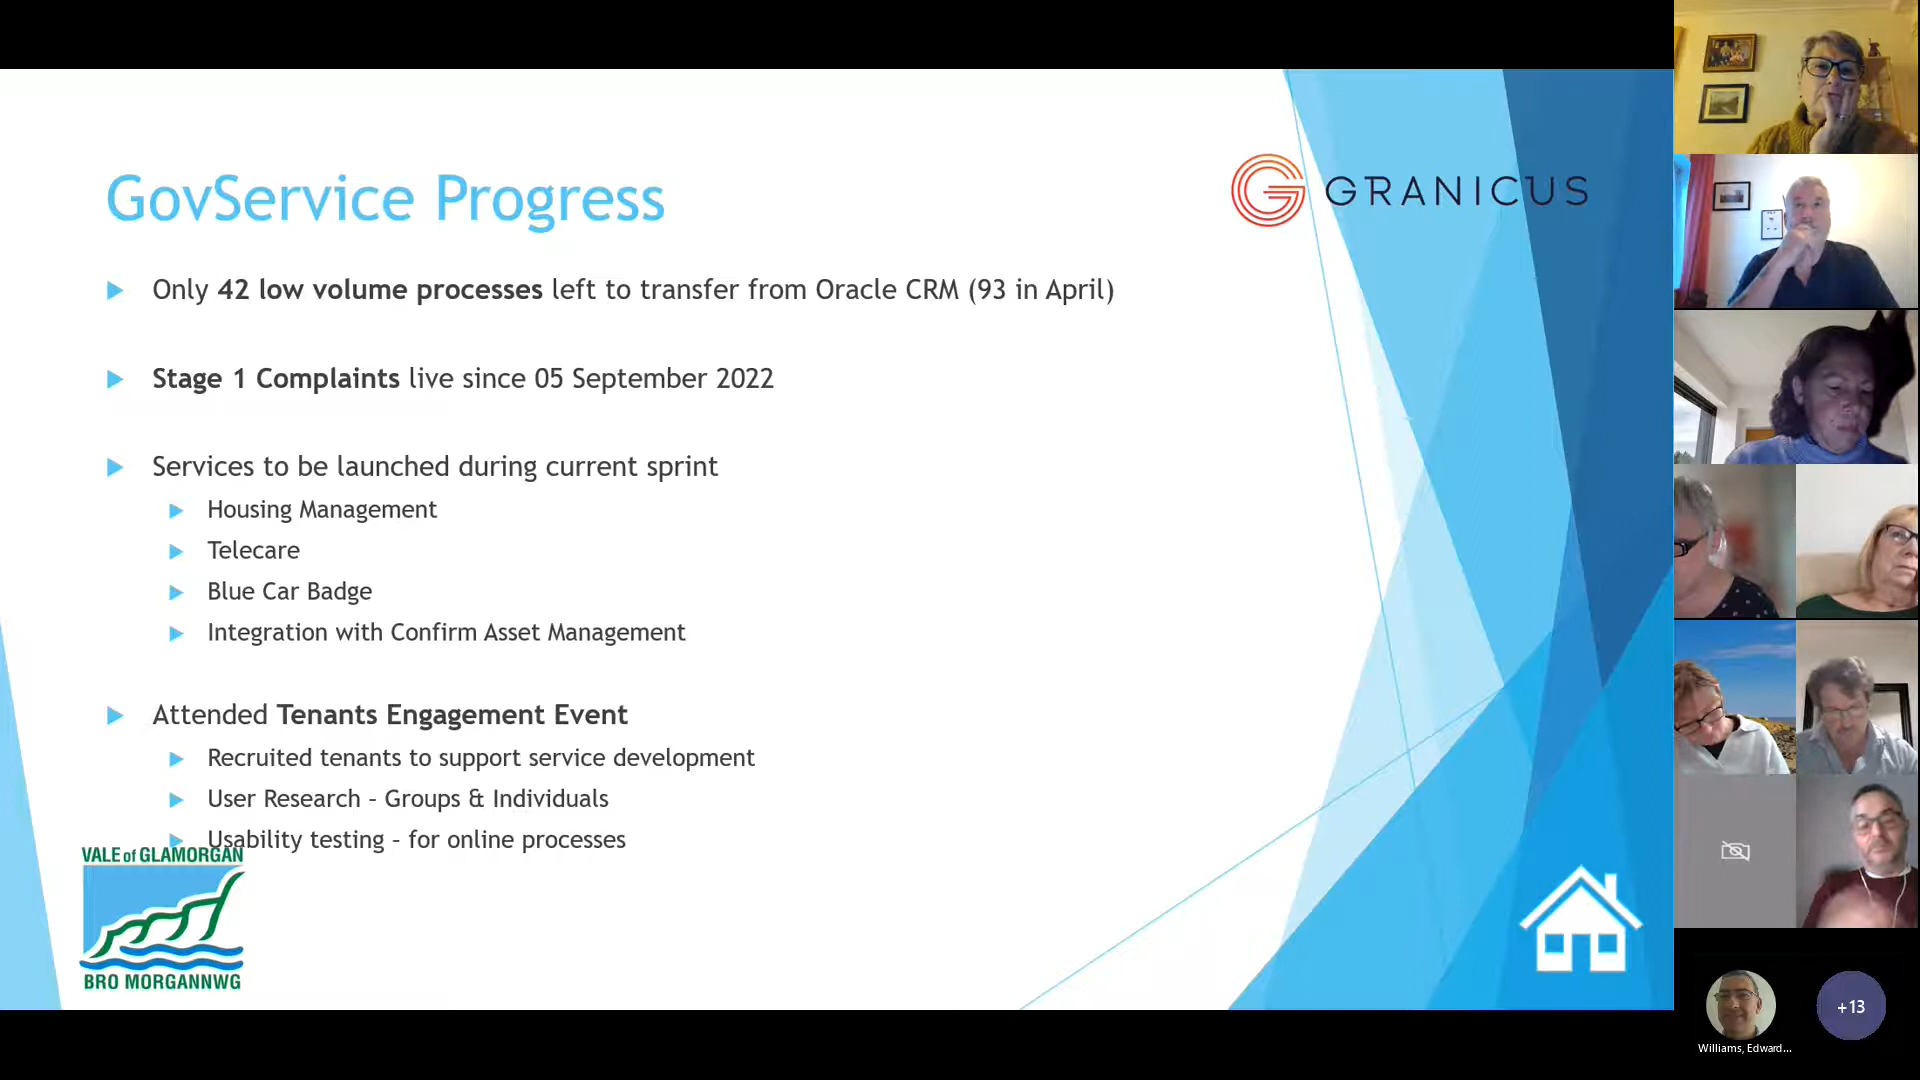 GovService Progress
GRANICUS
Only 42 low volume processes left to transfer from Oracle CRM (93 in April)
Stage 1 Complaints live since 05 September 2022
Services to be launched during current sprint
Housing Management
Telecare
Blue Car Badge
Integration with Confirm Asset Management
Attended Tenants Engagement Event
Recruited tenants to support service development
User Research – Groups & Individuals
Usability testing – for online processes
VALE of GLAMORGAN
BRO MORGANNWG
+13
Williams, Edward...